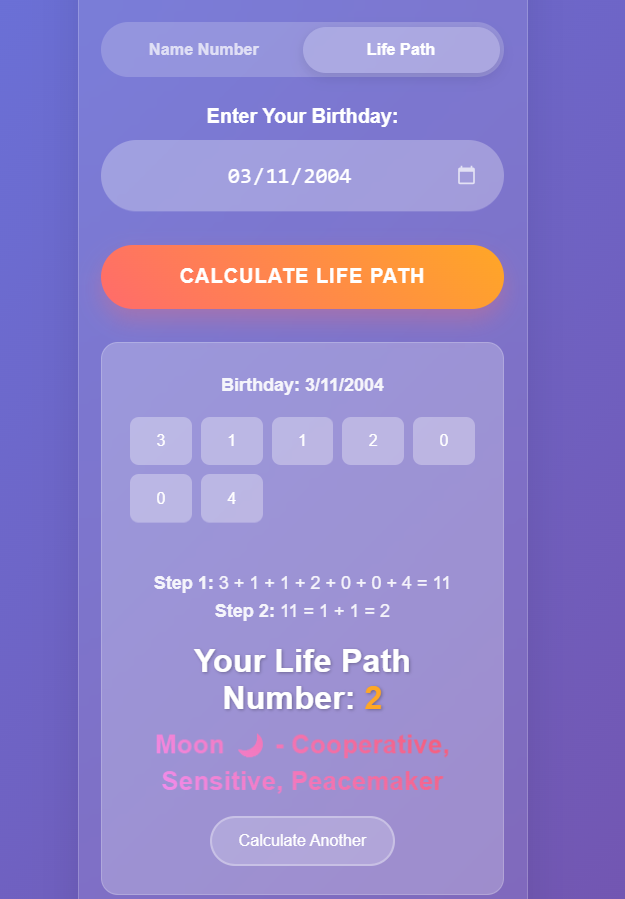 Name Number Life Path
Enter Your Birthday:
03/11/2004
CALCULATE LIFE PATH
Birthday: 3/11/2004
3 1 1 2 0
0 4
Step 1: 3 + 1 + 1 + 2 + 0 + 0 + 4 = 11
Step 2: 11 = 1 + 1 = 2
Your Life Path
Number: 2
Moon 🌙 - Cooperative,
Sensitive, Peacemaker
Calculate Another